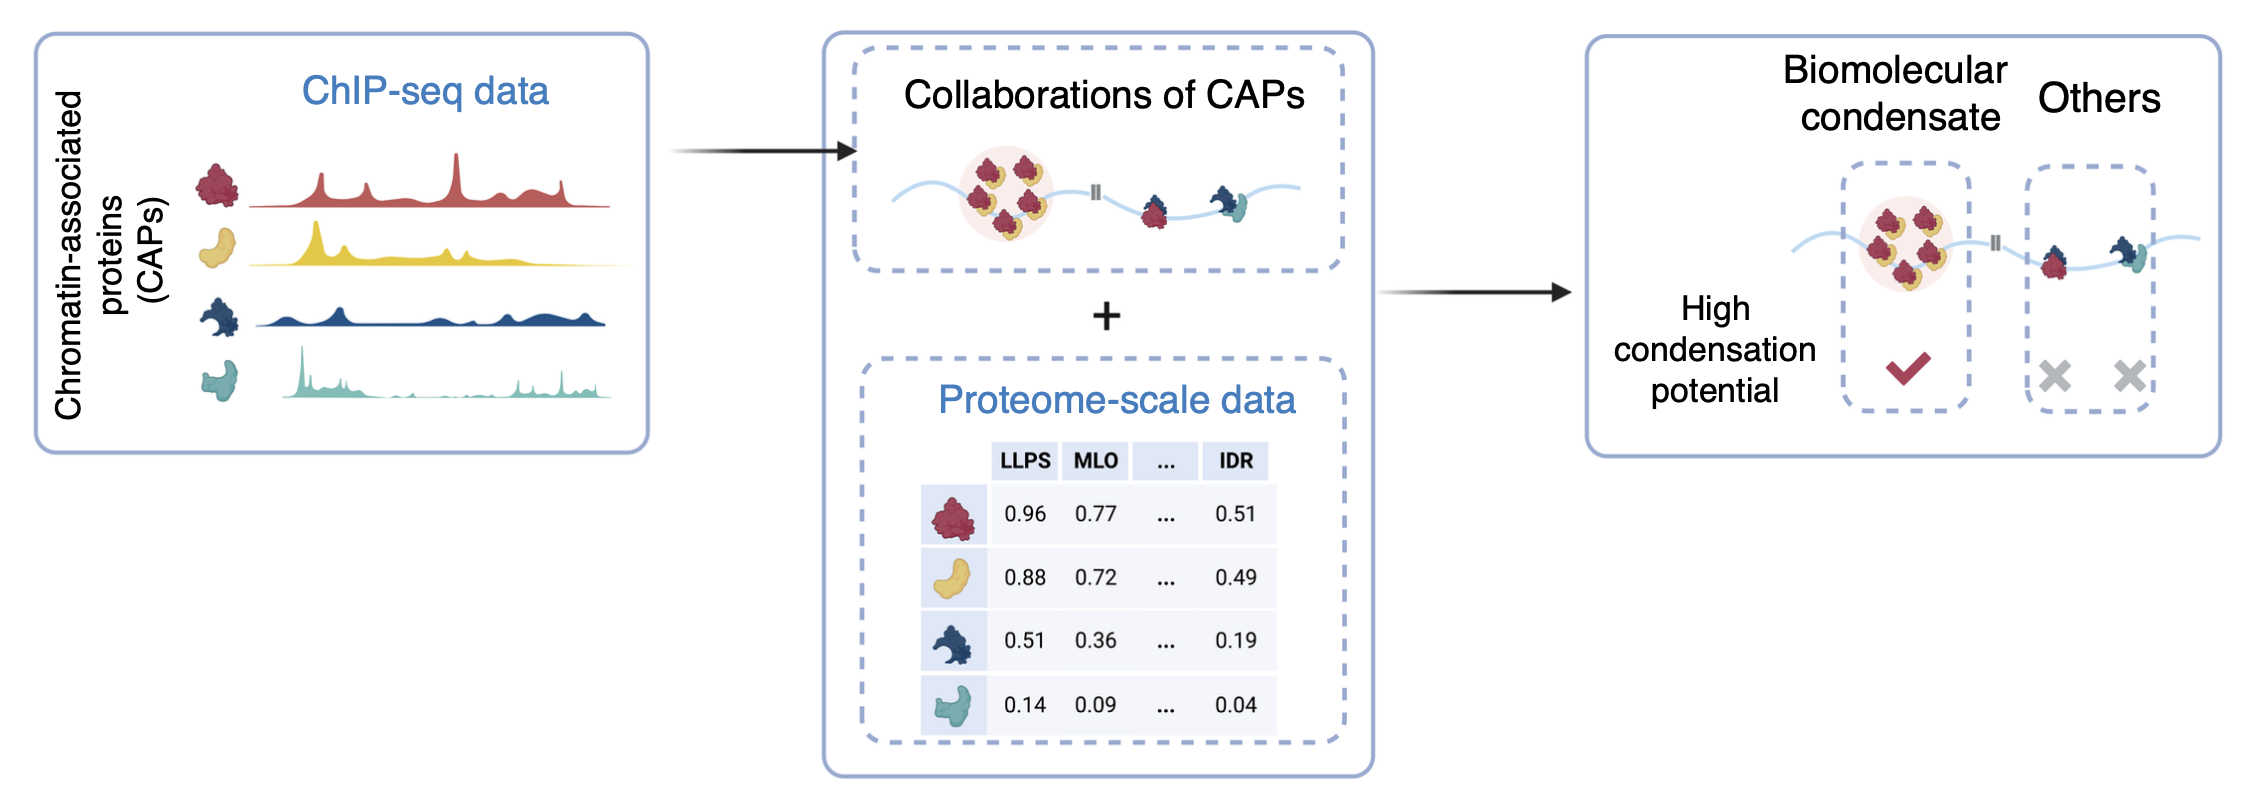 Chromatin-associated
proteins
(CAPs)
ChIP-seq data
Collaborations of CAPs
+
Proteome-scale data
LLPS MLO ... IDR
0.96 0.77 ... 0.51
0.88 0.72 ... 0.49
0.51 0.36 ... 0.19
0.14 0.09 ... 0.04
Biomolecular
condensate
Others
High
condensation
potential